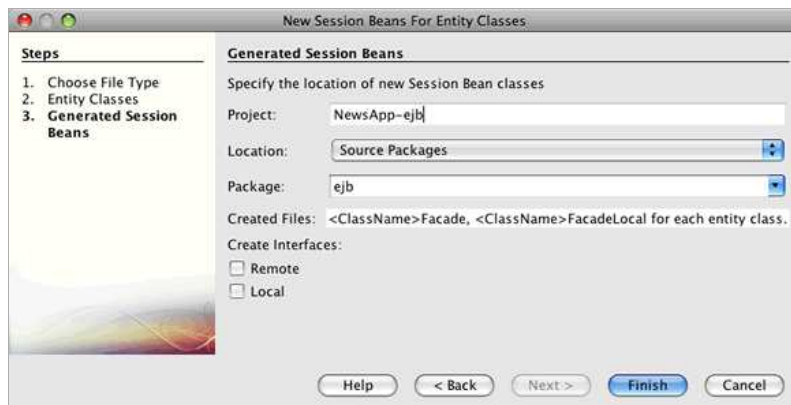 New Session Beans For Entity Classes
Steps
1. Choose File Type
2. Entity Classes
3. Generated Session
Beans
Generated Session Beans
Specify the location of new Session Bean classes
Project: NewsApp-ejb
Location: Source Packages
Package: ejb
Created Files: <ClassName>Facade, <ClassName>FacadeLocal for each entity class.
Create Interfaces:
Remote
Local
Help < Back Next > Finish Cancel